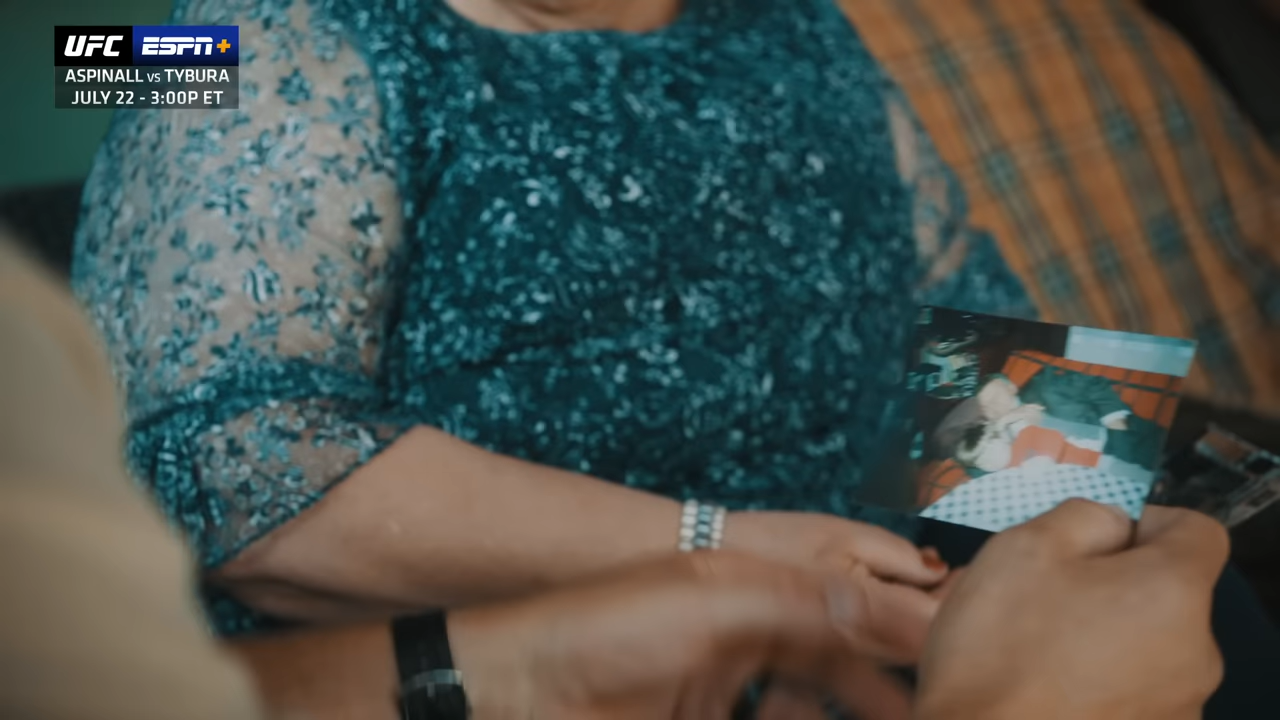 UFC ESPN+
ASPINALL vs TYBURA
JULY 22 - 3:00P ET